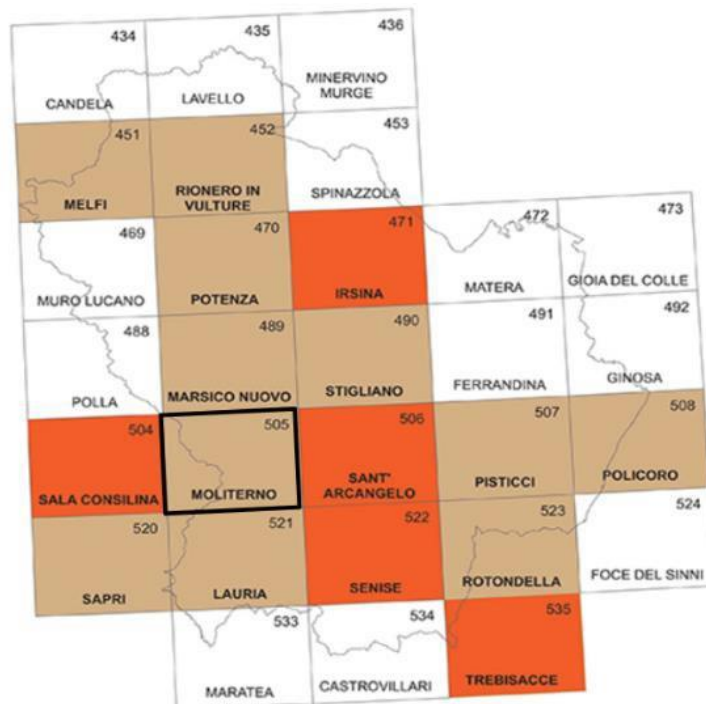 434
435
436
CANDELA
LAVELLO
MINERVINO
MURGE
451
452
453
MELFI
RIONERO IN
VULTURE
SPINAZZOLA
469
470
471
472
473
MURO LUCANO
POTENZA
IRSINA
MATERA
GIOIA DEL COLLE
488
489
490
491
492
POLLA
MARSICO NUOVO
STIGLIANO
FERRANDINA
GINOSA
504
505
506
507
508
SALA CONSILINA
MOLITERNO
SANT'
ARCANGELO
PISTICCI
POLICORO
520
521
522
523
524
SAPRI
LAURIA
SENISE
ROTONDELLA
FOCE DEL SINNI
533
534
535
MARATEA
CASTROVILLARI
TREBISACCE